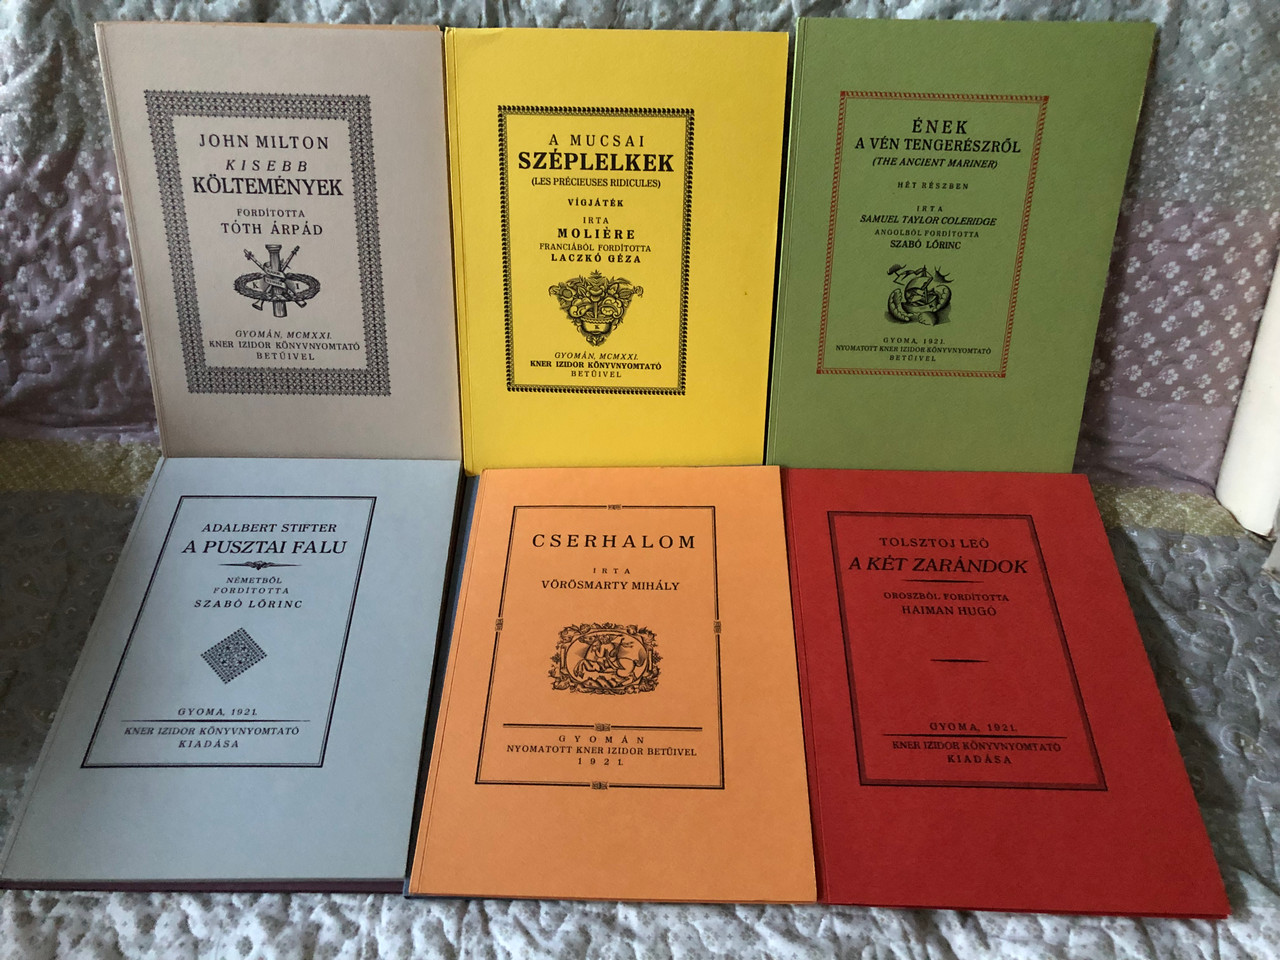 JOHN MILTON
KISEBB
KÖLTEMÉNYEK
FORDÍTOTTA
TÓTH ÁRPÁD
K K
GYOMÁN, MCMXXI.
KNER IZIDOR KÖNYVNYOMTATÓ
BETŰIVEL
A MUCSAI
SZÉPLELKEK
(LES PRÉCIEUSES RIDICULES)
VÍGJÁTÉK
IRTA
MOLIÈRE
FRANCIÁBÓL FORDÍTOTTA
LACZKÓ GÉZA
K
GYOMÁN, MCMXXI.
KNER IZIDOR KÖNYVNYOMTATÓ
BETŰIVEL
ÉNEK
A VÉN TENGERÉSZRŐL
(THE ANCIENT MARINER)
HÉT RÉSZBEN
IRTA
SAMUEL TAYLOR COLERIDGE
ANGOLBÓL FORDÍTOTTA
SZABÓ LŐRINC
GYOMA, 1921.
NYOMATOTT KNER IZIDOR KÖNYVNYOMTATÓ
BETŰIVEL
ADALBERT STIFTER
A PUSZTAI FALU
NÉMETBŐL
FORDÍTOTTA
SZABÓ LŐRINC
GYOMA, 1921.
KNER IZIDOR KÖNYVNYOMTATÓ
KIADÁSA
CSERHALOM
IRTA
VÖRÖSMARTY MIHÁLY
GYOMÁN
NYOMATOTT KNER IZIDOR BETŰIVEL
1921.
TOLSZTOJ LEÓ
A KÉT ZARÁNDOK
OROSZBÓL FORDÍTOTTA
HAIMAN HUGÓ
GYOMA, 1921.
KNER IZIDOR KÖNYVNYOMTATÓ
KIADÁSA